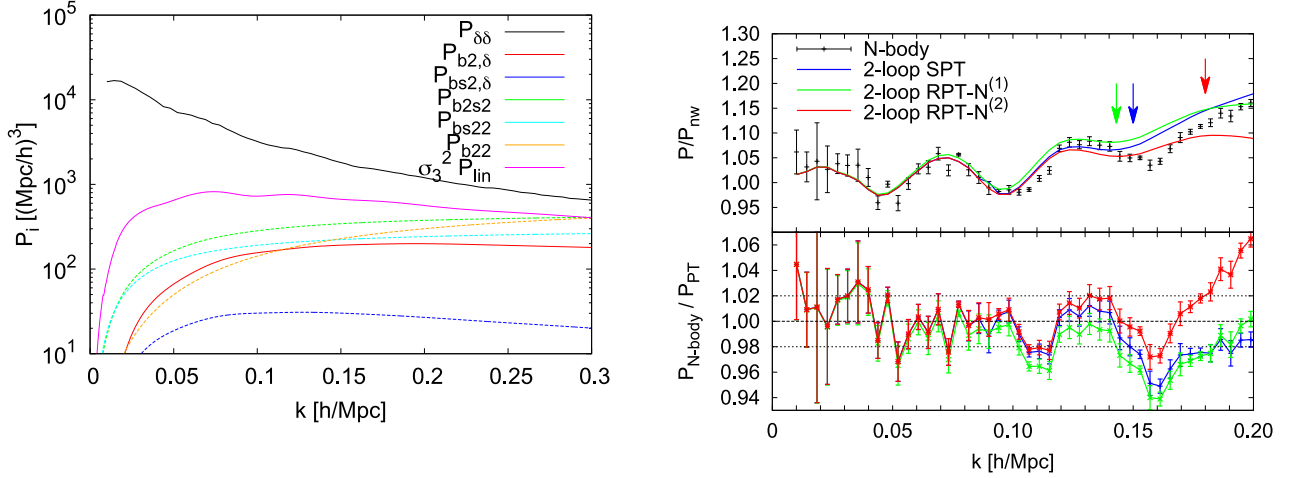 10^5
10^4
10^3
10^2
10^1
P_i [(Mpc/h)^3]
P_δδ
P_b2,δ
P_bs2,δ
P_b2s2
P_bs22
P_b22
σ_3^2 P_lin
0 0.05 0.1 0.15 0.2 0.25 0.3
k [h/Mpc]
1.30
1.25
1.20
1.15
1.10
1.05
1.00
0.95
P/P_nw
N-body
2-loop SPT
2-loop RPT-N^(1)
2-loop RPT-N^(2)
1.06
1.04
1.02
1.00
0.98
0.96
0.94
P_N-body / P_PT
0 0.05 0.10 0.15 0.20
k [h/Mpc]